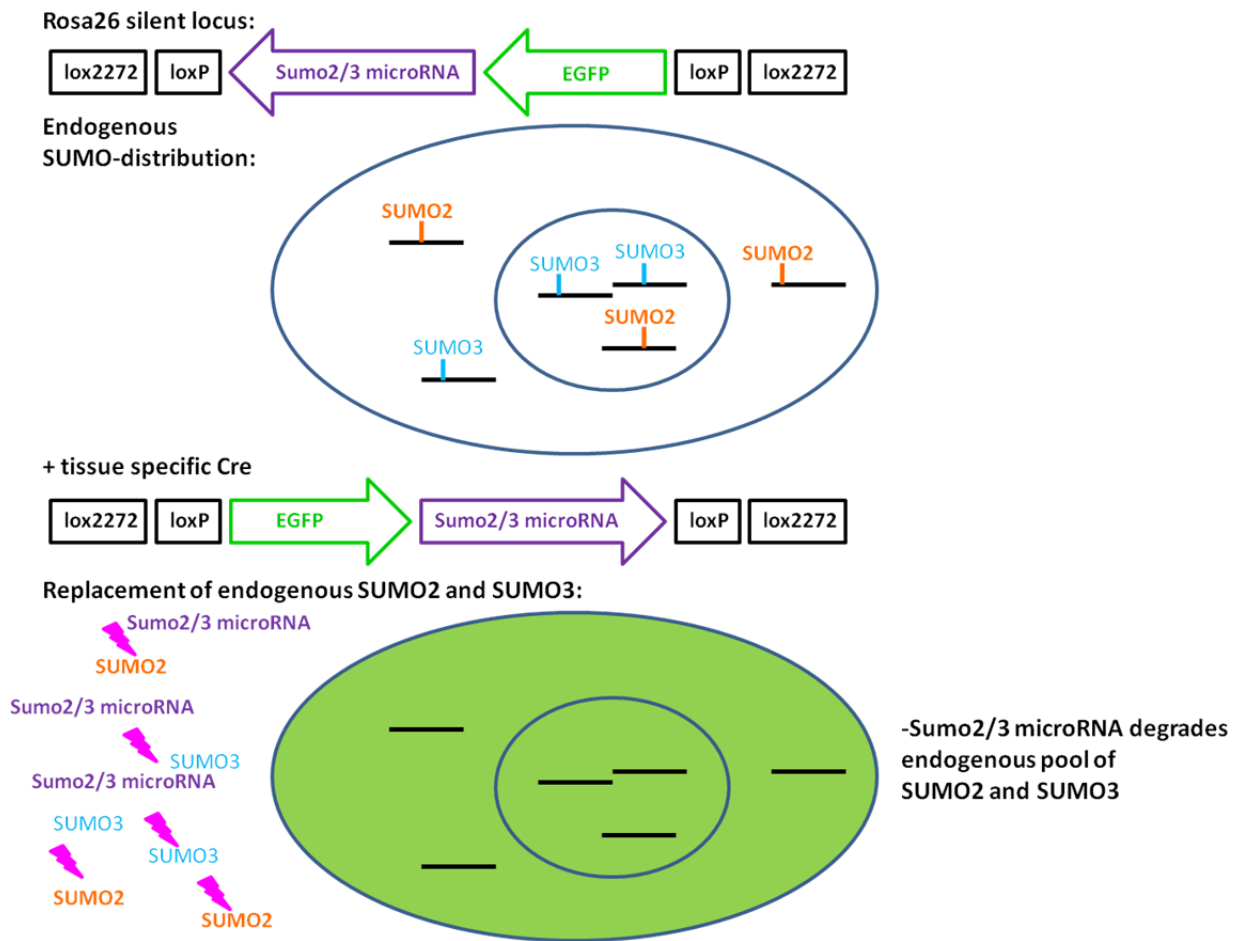 Rosa26 silent locus:
lox2272 loxP Sumo2/3 microRNA EGFP loxP lox2272
Endogenous
SUMO-distribution:
SUMO2
SUMO3 SUMO3 SUMO2
SUMO2
SUMO3
+ tissue specific Cre
lox2272 loxP EGFP Sumo2/3 microRNA loxP lox2272
Replacement of endogenous SUMO2 and SUMO3:
Sumo2/3 microRNA
SUMO2
Sumo2/3 microRNA
SUMO3
Sumo2/3 microRNA
SUMO3
SUMO3
SUMO2
SUMO2
-Sumo2/3 microRNA degrades
endogenous pool of
SUMO2 and SUMO3